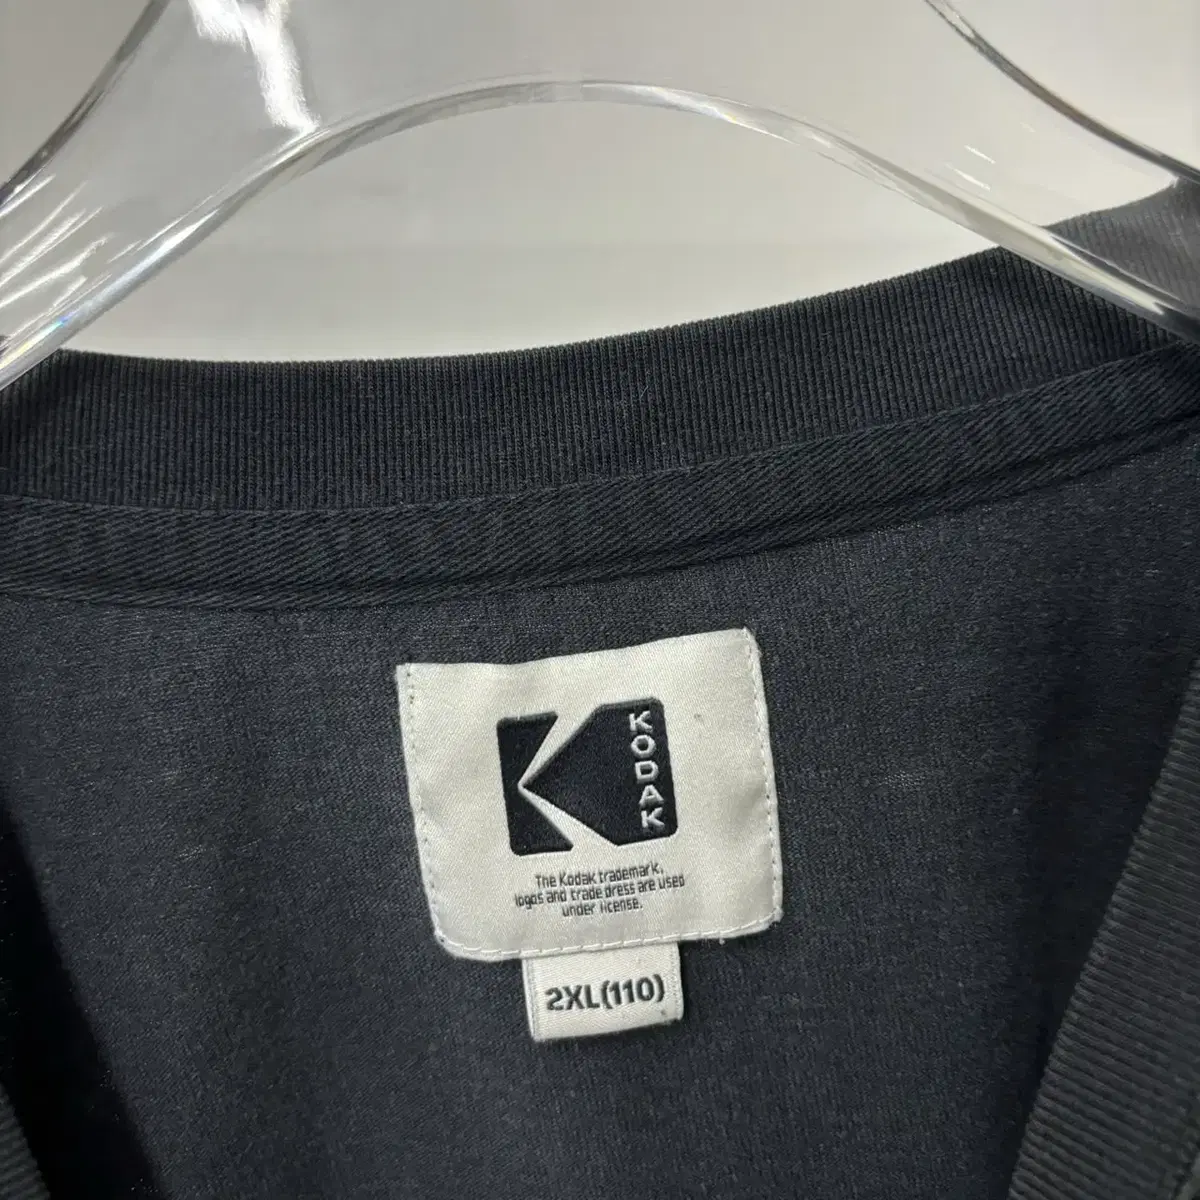 KODAK
The Kodak trademark,
logos and trade dress are used
under license.
2XL(110)